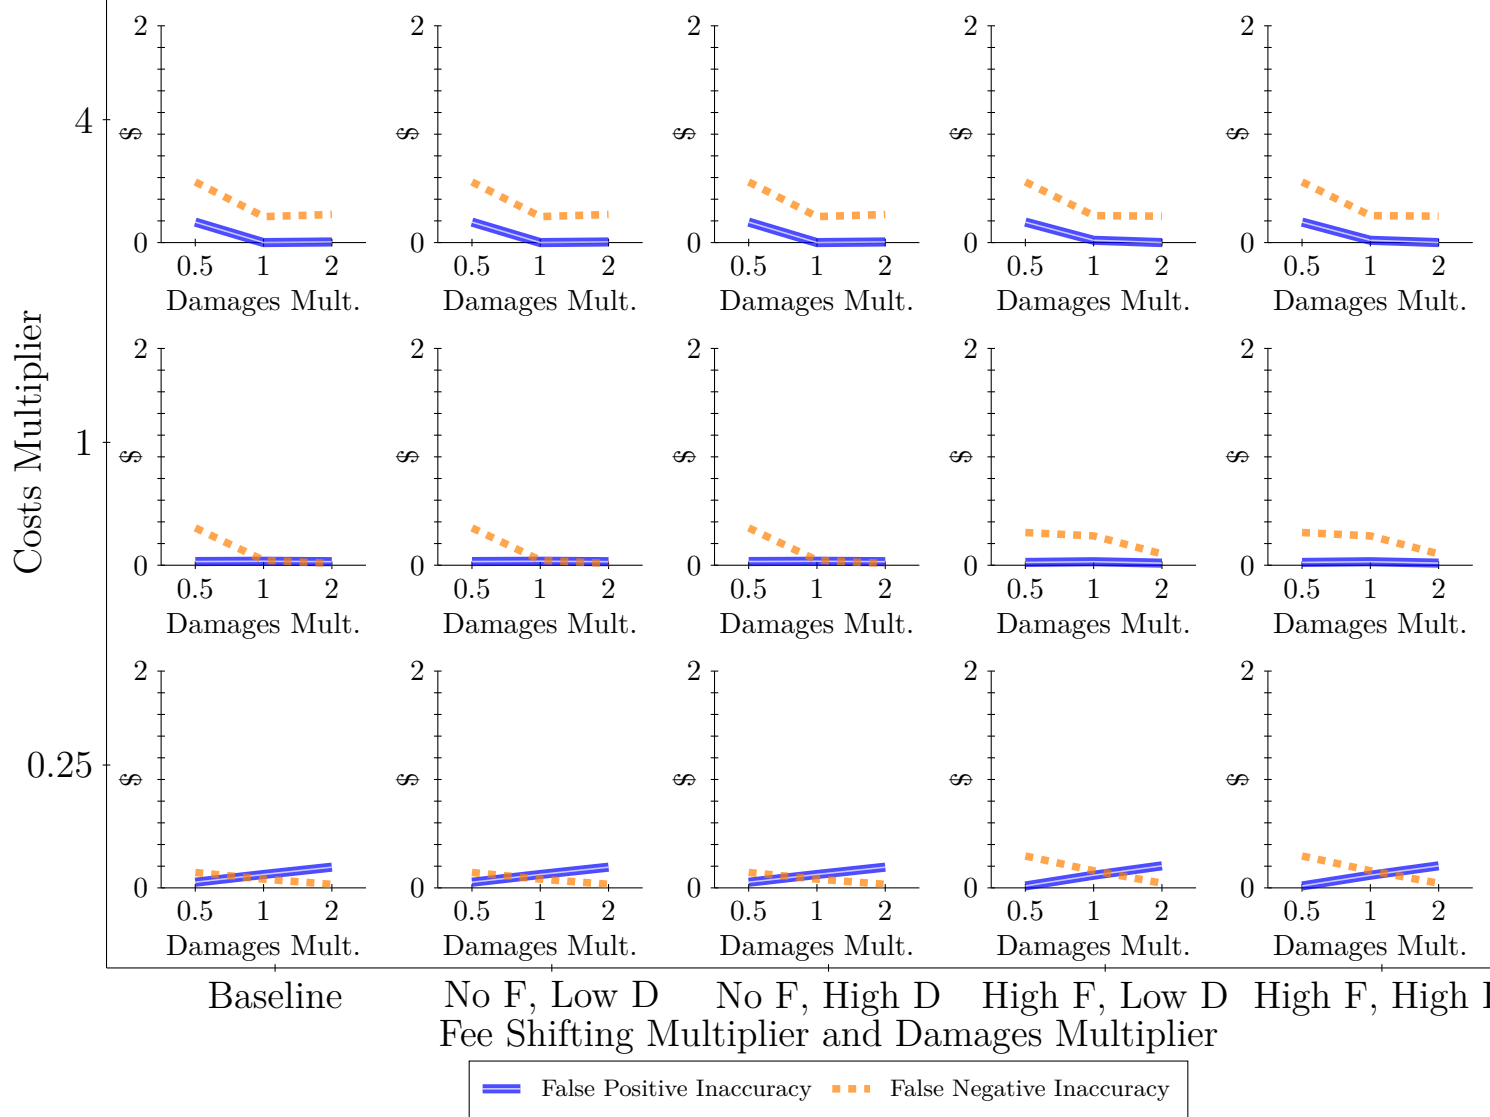 2 2 2 2 2
4 $ $ $ $ $
0 0 0 0 0
0.5 1 2 0.5 1 2 0.5 1 2 0.5 1 2 0.5 1 2
Damages Mult. Damages Mult. Damages Mult. Damages Mult. Damages Mult.
Costs Multiplier
2 2 2 2 2
1 $ $ $ $ $
0 0 0 0 0
0.5 1 2 0.5 1 2 0.5 1 2 0.5 1 2 0.5 1 2
Damages Mult. Damages Mult. Damages Mult. Damages Mult. Damages Mult.
2 2 2 2 2
0.25 $ $ $ $ $
0 0 0 0 0
0.5 1 2 0.5 1 2 0.5 1 2 0.5 1 2 0.5 1 2
Damages Mult. Damages Mult. Damages Mult. Damages Mult. Damages Mult.
Baseline No F, Low D No F, High D High F, Low D High F, High
Fee Shifting Multiplier and Damages Multiplier
False Positive Inaccuracy False Negative Inaccuracy